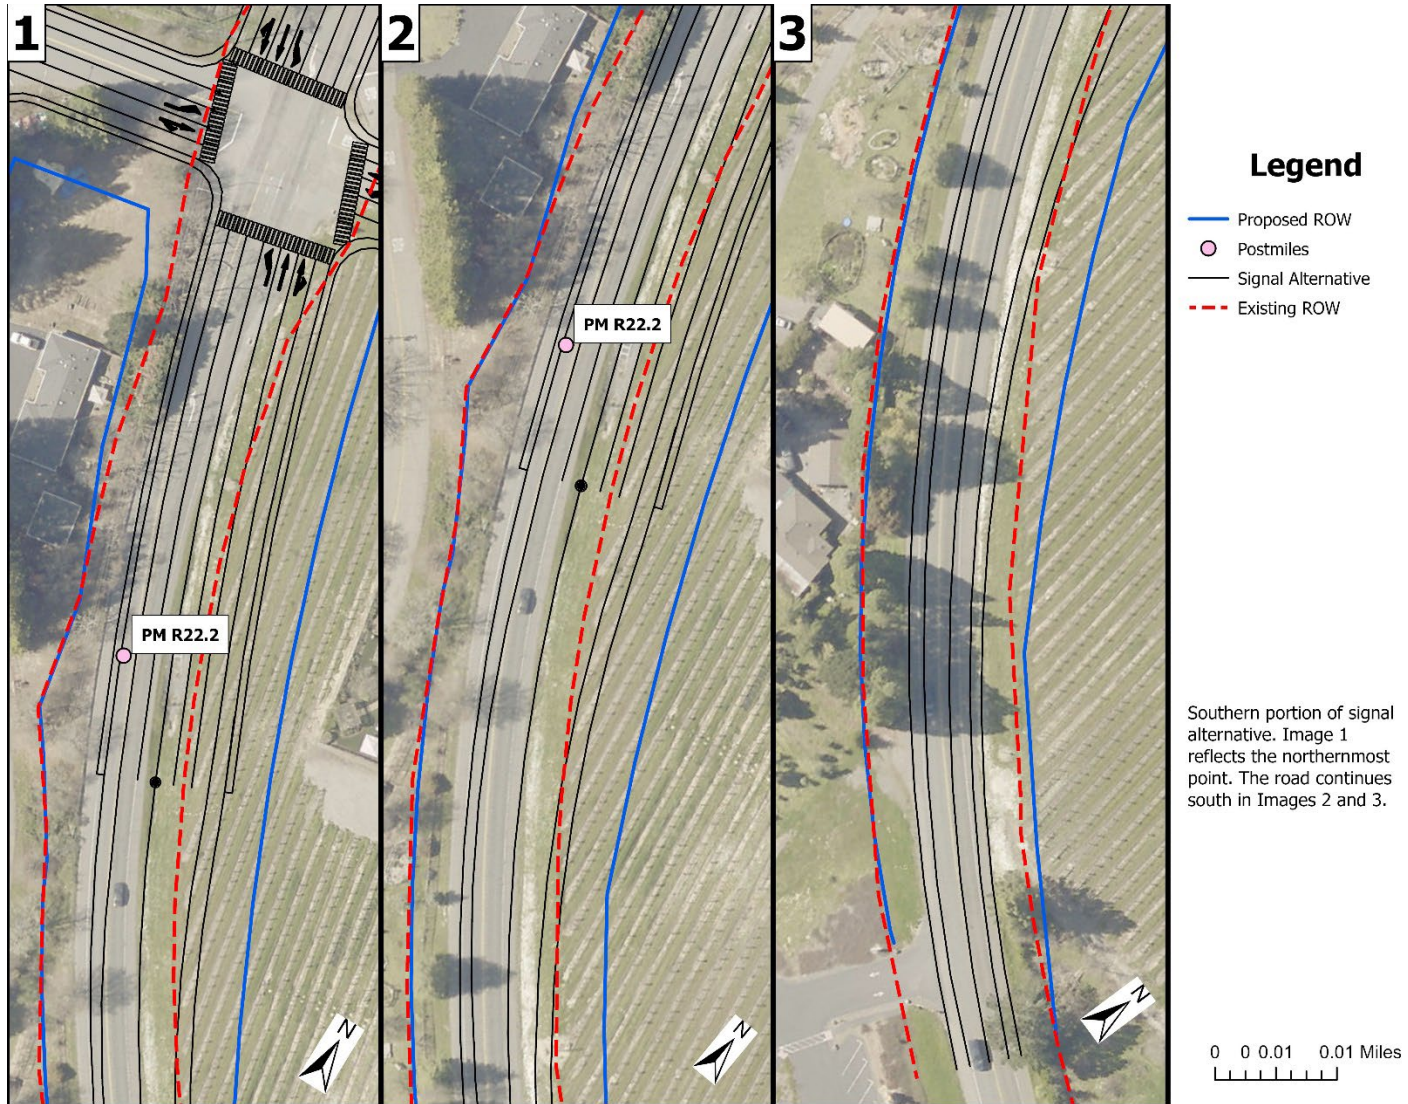 1
2
3
PM R22.2
PM R22.2
N
N
N
Legend
Proposed ROW
Postmiles
Signal Alternative
Existing ROW
Southern portion of signal
alternative. Image 1
reflects the northernmost
point. The road continues
south in Images 2 and 3.
0 0 0.01 0.01 Miles